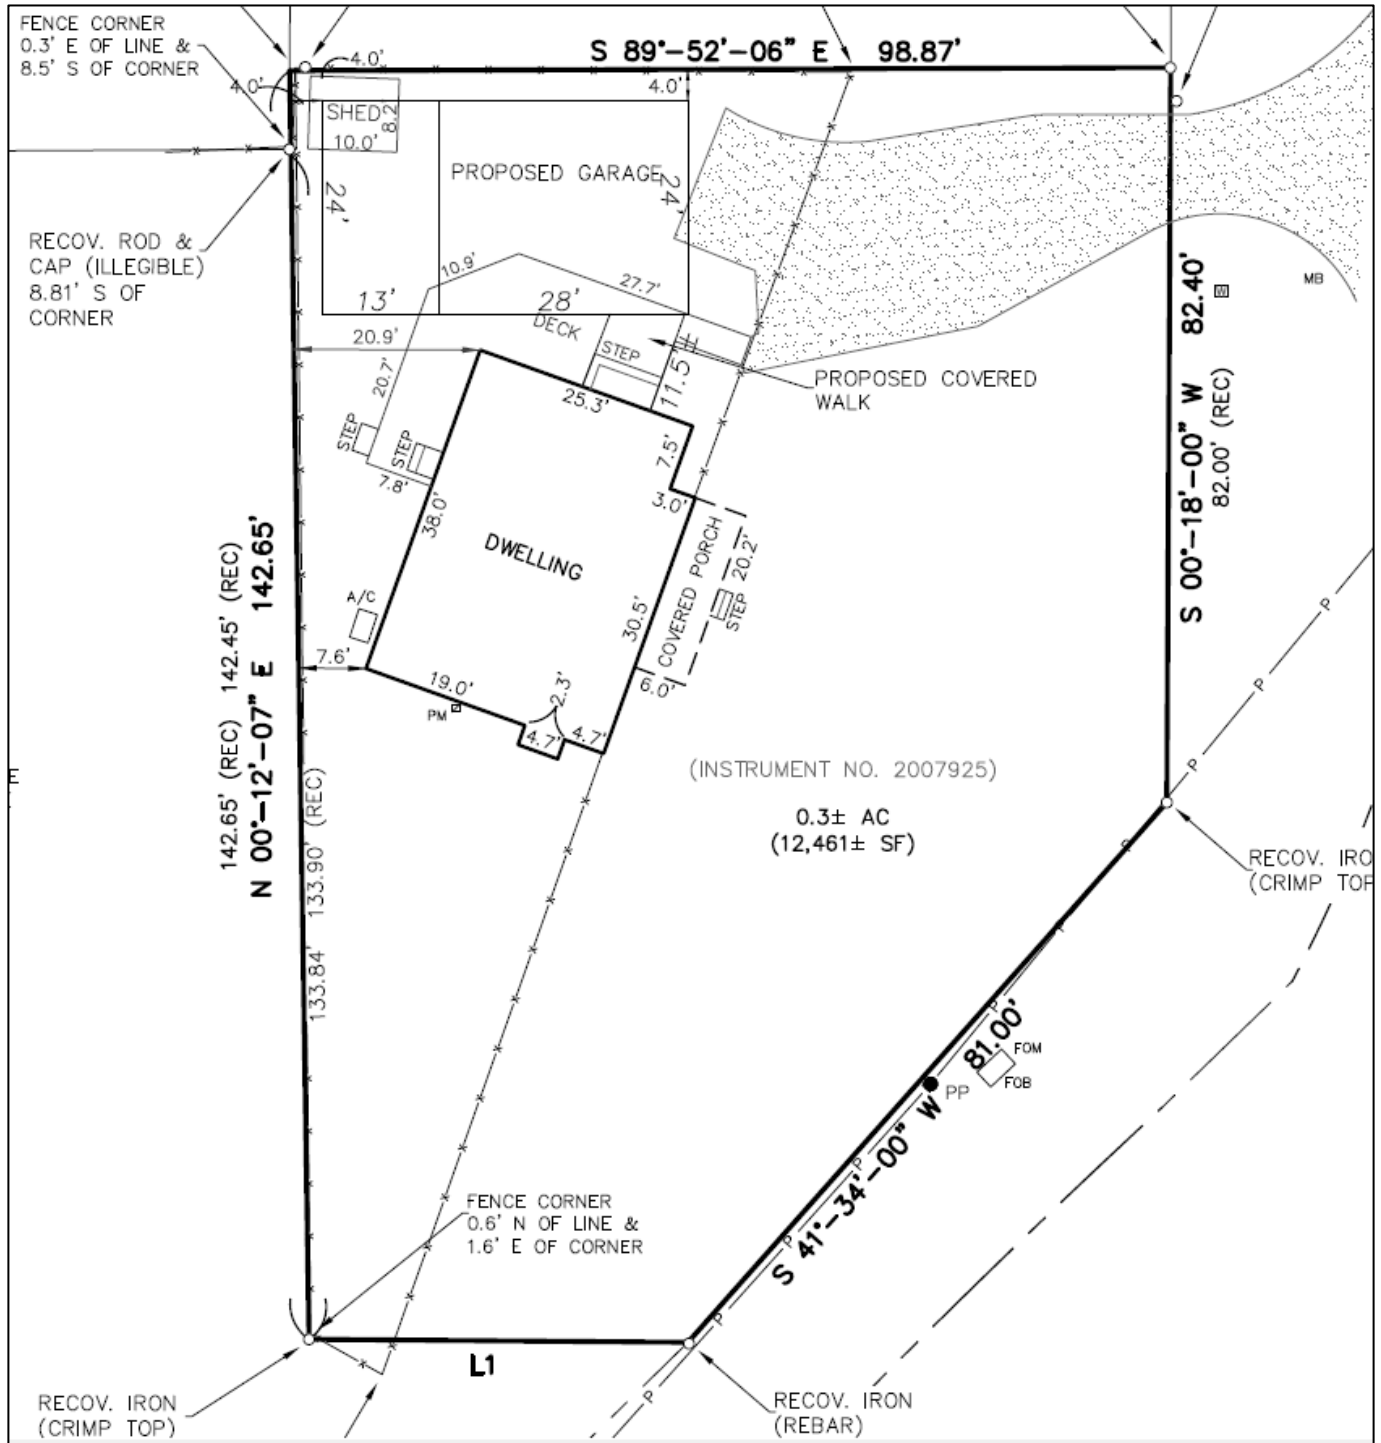 FENCE CORNER
0.3' E OF LINE &
8.5' S OF CORNER
S 89°-52'-06" E 98.87'
4.0'
4.0'
4.0'
SHED
8.2'
10.0'
PROPOSED GARAGE
24'
24'
RECOV. ROD &
CAP (ILLEGIBLE)
8.81' S OF
CORNER
10.9'
27.7'
13'
28'
DECK
STEP
20.9'
20.7'
25.3'
11.5'
PROPOSED COVERED
WALK
MB
W
S 00°-18'-00" W 82.40'
82.00' (REC)
STEP
STEP
7.8'
7.5'
3.0'
38.0'
DWELLING
COVERED PORCH
20.2'
STEP
30.5'
A/C
7.6'
19.0'
PM
2.3'
4.7'
4.7'
6.0'
142.65' (REC) 142.45' (REC)
N 00°-12'-07" E 142.65'
133.84' 133.90' (REC)
E
(INSTRUMENT NO. 2007925)
0.3± AC
(12,461± SF)
P
P
P
RECOV. IRO
(CRIMP TOP
P
P
81.00'
FOM
FOB
PP
S 41°-34'-00" W
P
P
P
P
FENCE CORNER
0.6' N OF LINE &
1.6' E OF CORNER
L1
RECOV. IRON
(CRIMP TOP)
RECOV. IRON
(REBAR)
P